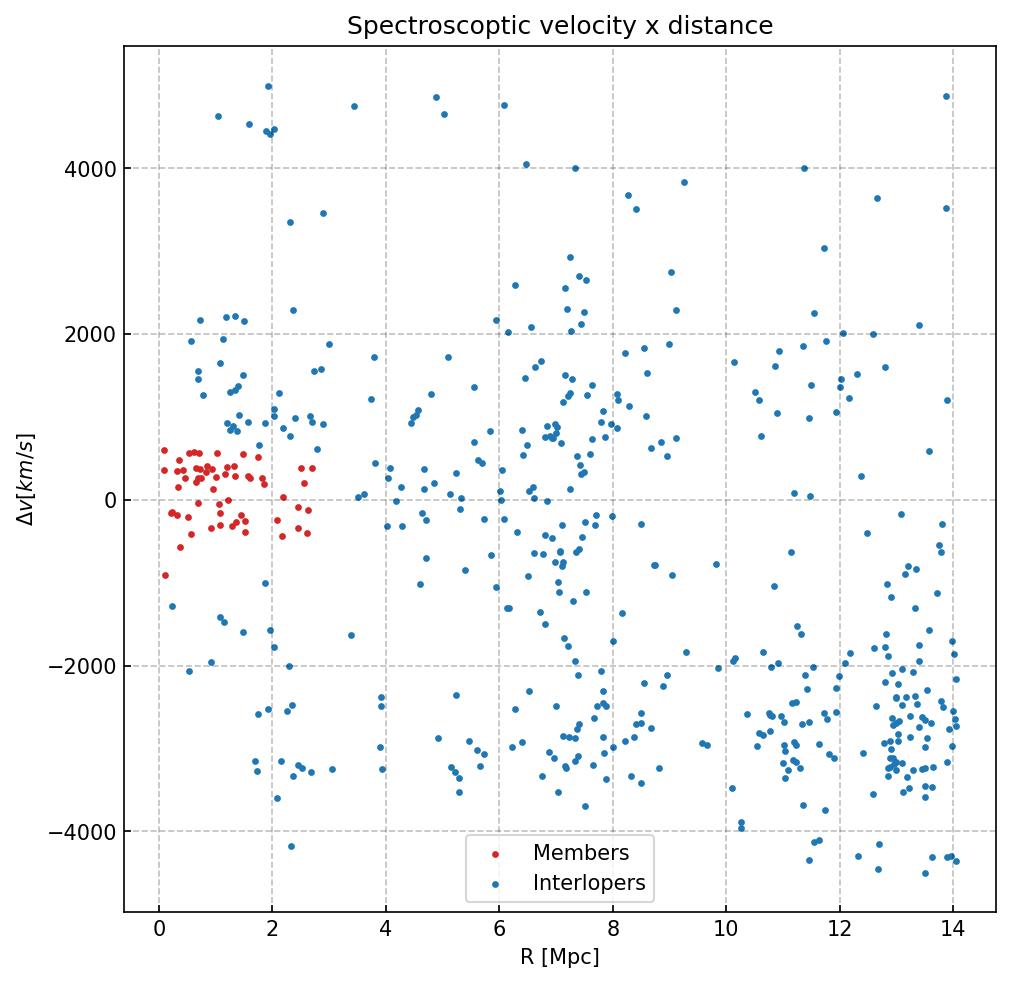 Spectroscoptic velocity x distance
Δv[km/s]
4000
2000
0
−2000
−4000
Members
Interlopers
0 2 4 6 8 10 12 14
R [Mpc]